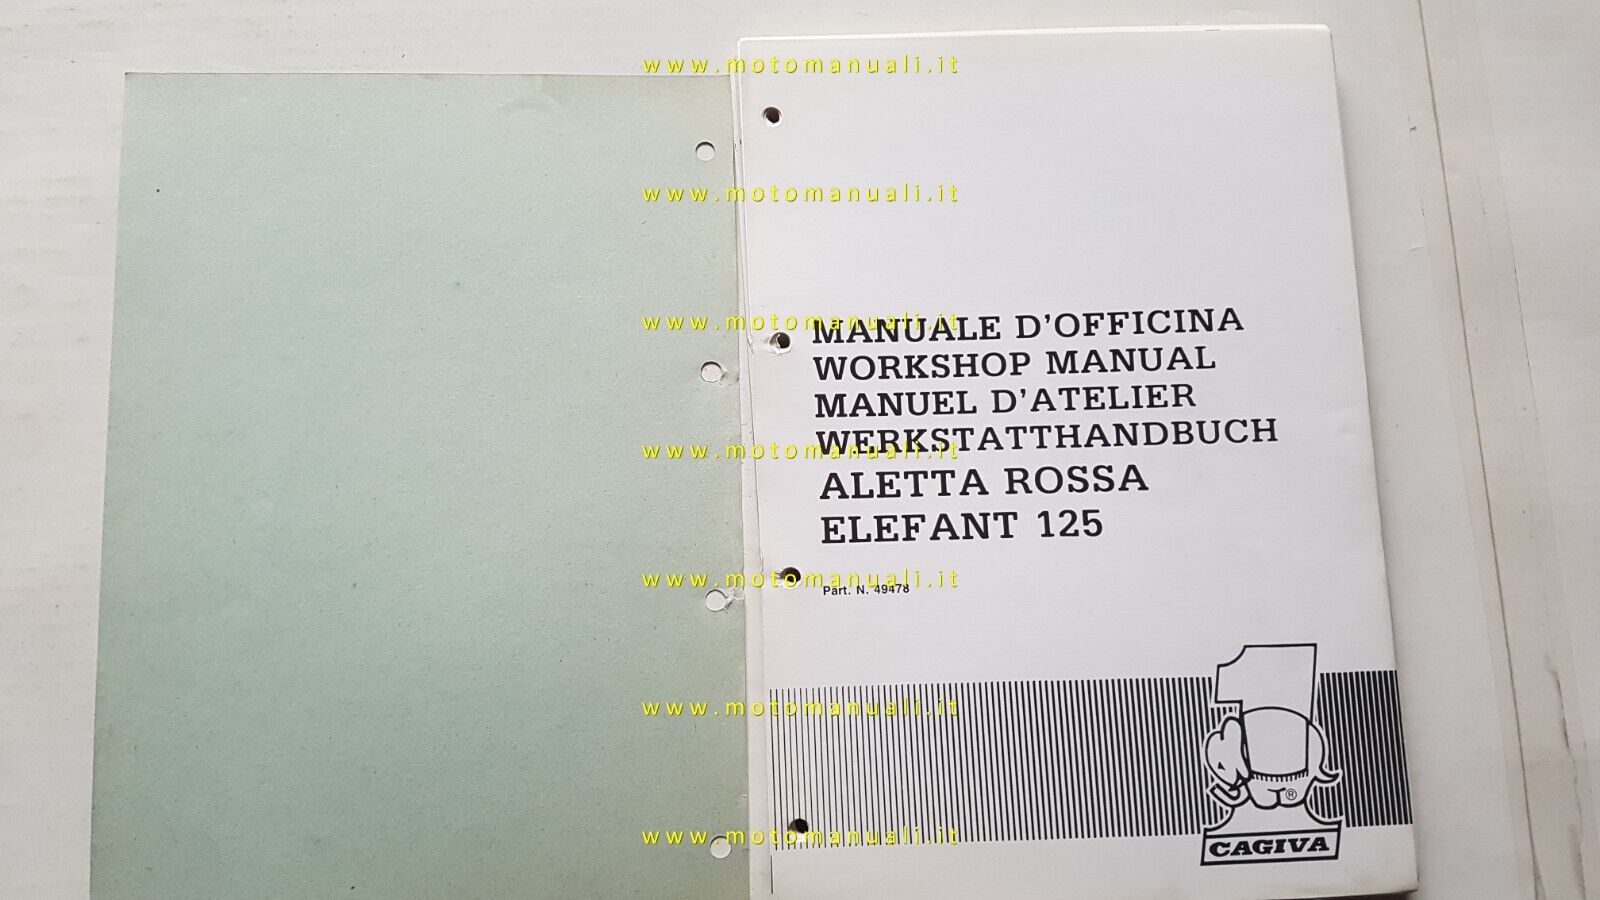 www.motomanuali.it
www.motomanuali.it
www.motomanuali.it
MANUALE D'OFFICINA
WORKSHOP MANUAL
MANUEL D'ATELIER
WERKSTATTHANDBUCH
www.motomanuali.it
ALETTA ROSSA
ELEFANT 125
www.motomanuali.it
Part. N. 49478
www.motomanuali.it
1
®
www.motomanuali.it
CAGIVA